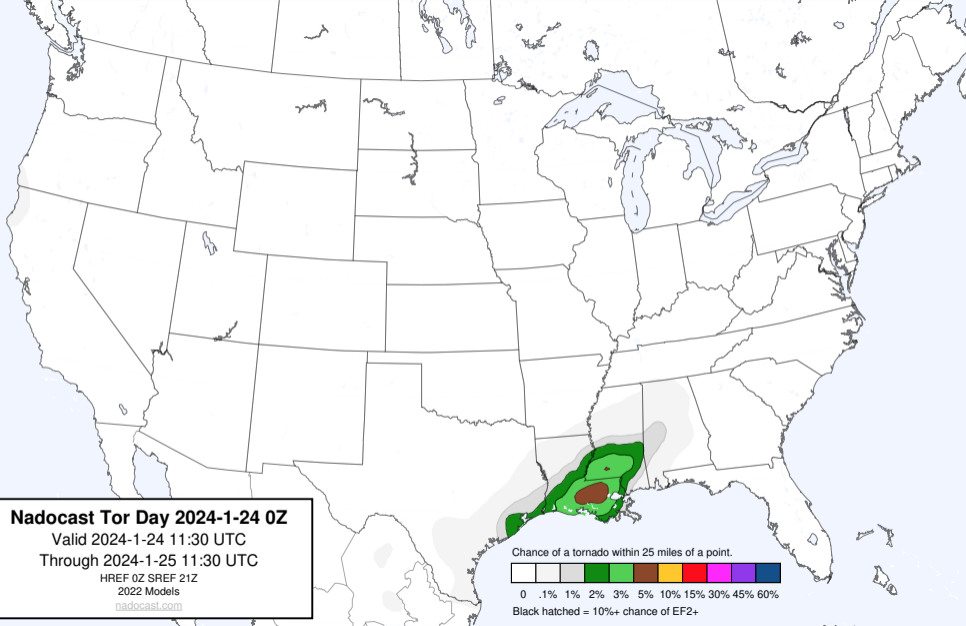 Nadocast Tor Day 2024-1-24 0Z
Valid 2024-1-24 11:30 UTC
Through 2024-1-25 11:30 UTC
HREF 0Z SREF 21Z
2022 Models
nadocast.com
Chance of a tornado within 25 miles of a point.
0 .1% 1% 2% 3% 5% 10% 15% 30% 45% 60%
Black hatched = 10%+ chance of EF2+